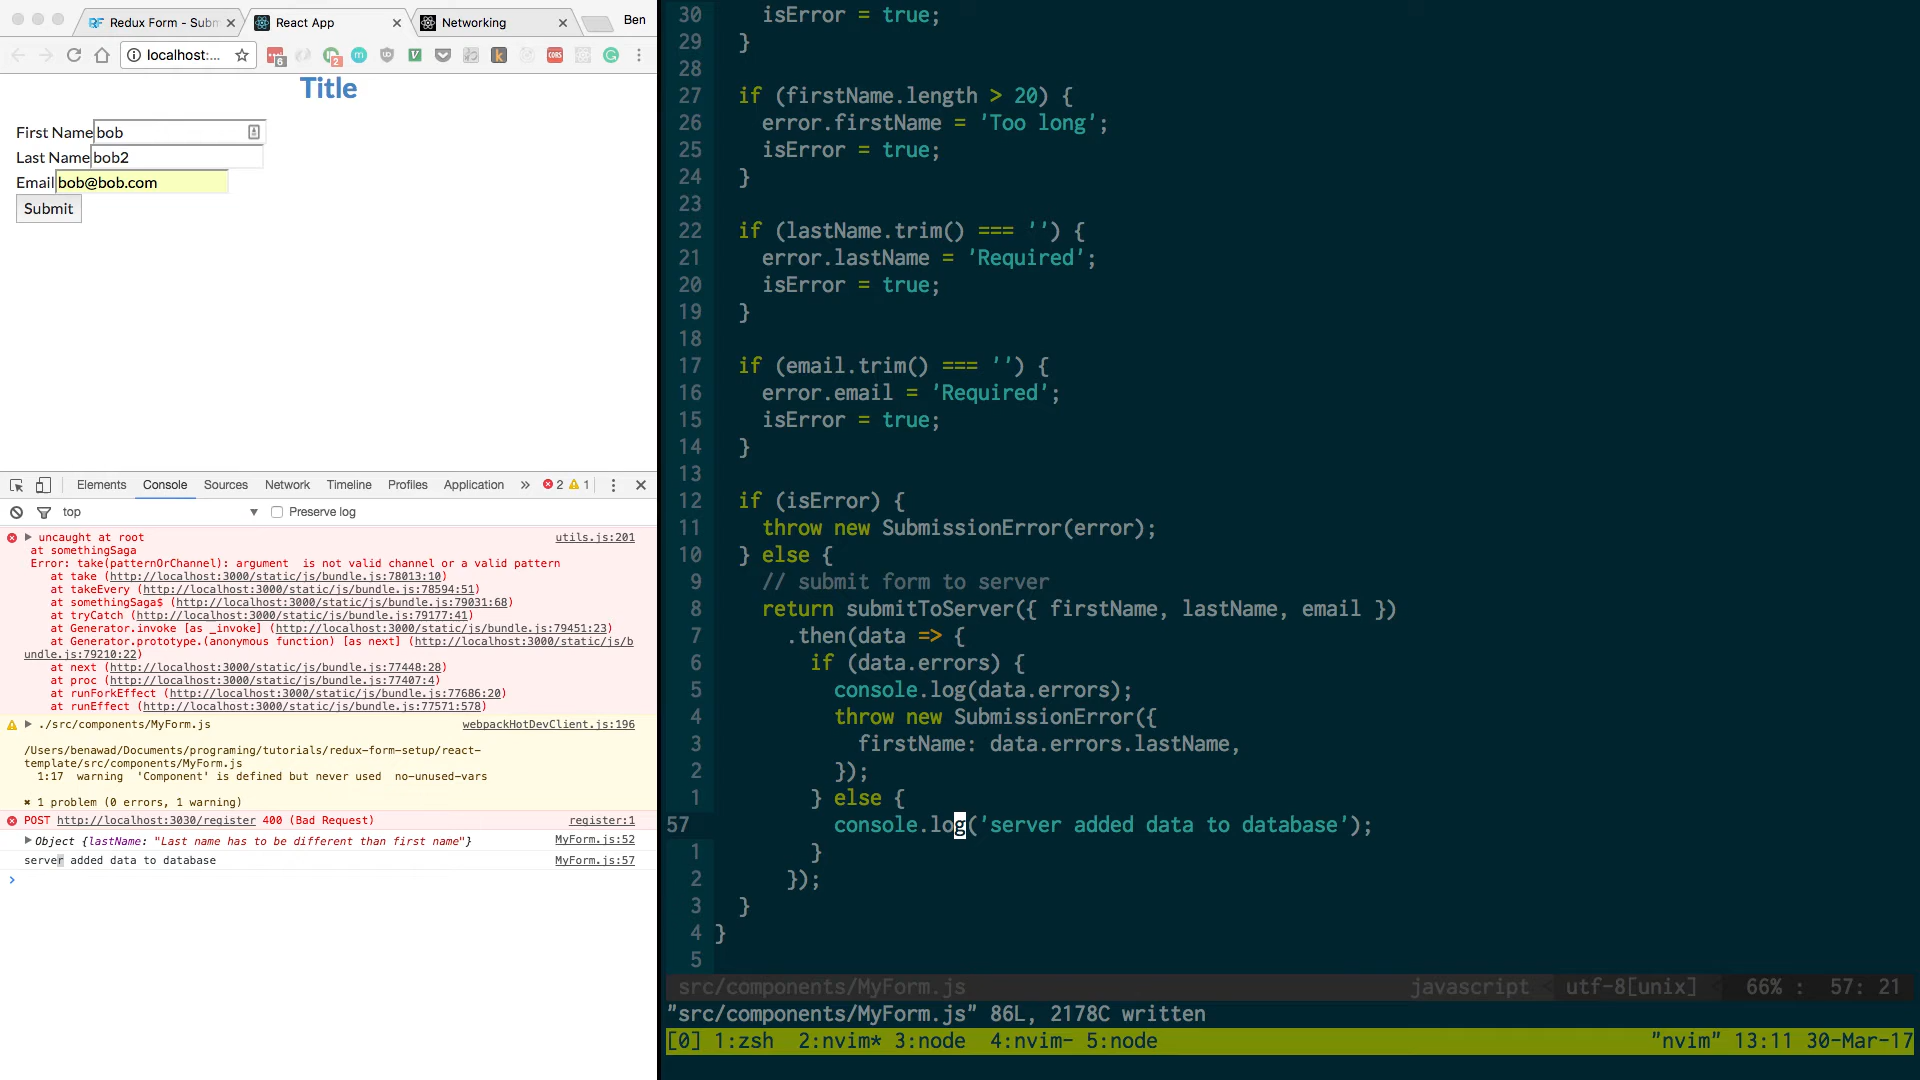 Redux Form - Subm
React App
Networking
Ben
localhost:...
6
2
CORS
Title
First Name bob
Last Name bob2
Email bob@bob.com
Submit
Elements Console Sources Network Timeline Profiles Application » 2 1
top Preserve log
uncaught at root utils.js:201
at somethingSaga
Error: take(patternOrChannel): argument  is not valid channel or a valid pattern
at take (http://localhost:3000/static/js/bundle.js:78013:10)
at takeEvery (http://localhost:3000/static/js/bundle.js:78594:51)
at somethingSaga$ (http://localhost:3000/static/js/bundle.js:79031:68)
at tryCatch (http://localhost:3000/static/js/bundle.js:79177:41)
at Generator.invoke [as _invoke] (http://localhost:3000/static/js/bundle.js:79451:23)
at Generator.prototype.(anonymous function) [as next] (http://localhost:3000/static/js/b
undle.js:79210:22)
at next (http://localhost:3000/static/js/bundle.js:77448:28)
at proc (http://localhost:3000/static/js/bundle.js:77407:4)
at runForkEffect (http://localhost:3000/static/js/bundle.js:77686:20)
at runEffect (http://localhost:3000/static/js/bundle.js:77571:578)
./src/components/MyForm.js webpackHotDevClient.js:196
/Users/benawad/Documents/programing/tutorials/redux-form-setup/react-
template/src/components/MyForm.js
1:17  warning  'Component' is defined but never used  no-unused-vars
✖ 1 problem (0 errors, 1 warning)
POST http://localhost:3030/register 400 (Bad Request) register:1
Object {lastName: "Last name has to be different than first name"} MyForm.js:52
server added data to database MyForm.js:57
30 isError = true;
29 }
28
27 if (firstName.length > 20) {
26 error.firstName = 'Too long';
25 isError = true;
24 }
23
22 if (lastName.trim() === '') {
21 error.lastName = 'Required';
20 isError = true;
19 }
18
17 if (email.trim() === '') {
16 error.email = 'Required';
15 isError = true;
14 }
13
12 if (isError) {
11 throw new SubmissionError(error);
10 } else {
9 // submit form to server
8 return submitToServer({ firstName, lastName, email })
7 .then(data => {
6 if (data.errors) {
5 console.log(data.errors);
4 throw new SubmissionError({
3 firstName: data.errors.lastName,
2 });
1 } else {
57 console.log('server added data to database');
1 }
2 });
3 }
4 }
5
src/components/MyForm.js javascript < utf-8[unix] < 66% : 57: 21
"src/components/MyForm.js" 86L, 2178C written
[0] 1:zsh 2:nvim* 3:node 4:nvim- 5:node "nvim" 13:11 30-Mar-17